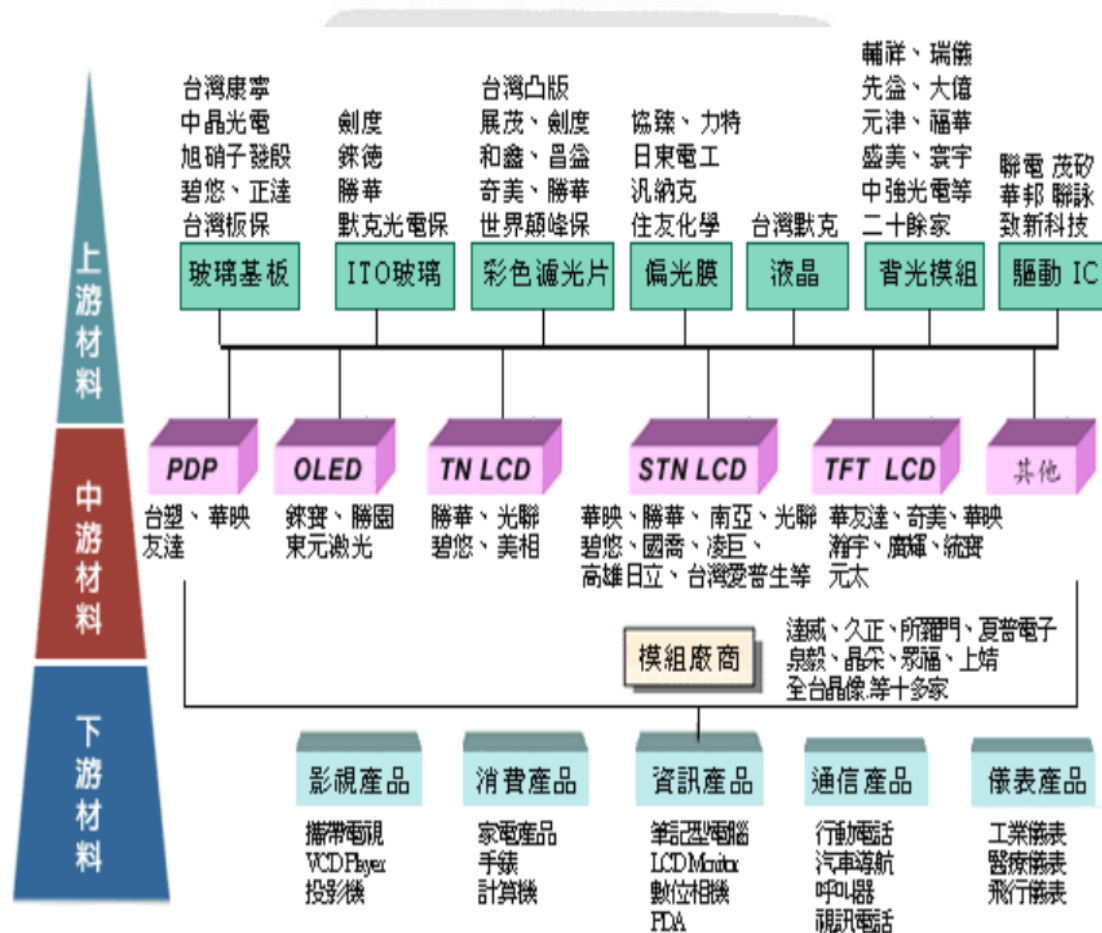 上游材料
台灣康寧
中晶光電
旭硝子發殷
碧悠、正達
台灣板保
玻璃基板
劍度
錸德
勝華
默克光電保
ITO玻璃
台灣凸版
展茂、劍度
和鑫、昌益
奇美、勝華
世界顛峰保
彩色濾光片
協臻、力特
日東電工
汎納克
住友化學
偏光膜
台灣默克
液晶
輔祥、瑞儀
先益、大億
元津、福華
盛美、寰宇
中強光電等
二十餘家
背光模組
聯電 茂矽
華邦 聯詠
致新科技
驅動 IC
中游材料
PDP
台塑、華映
友達
OLED
錸寶、勝園
東元激光
TN LCD
勝華、光聯
碧悠、美相
STN LCD
華映、勝華、南亞、光聯
碧悠、國喬、凌巨、
高雄日立、台灣愛普生等
TFT LCD
華友達、奇美、華映
瀚宇、廣輝、統寶
元太
其他
模組廠商
達威、久正、所羅門、夏普電子
泉毅、晶采、眾福、上婧
全台晶像.等十多家
下游材料
影視產品
攜帶電視
VCD Player
投影機
消費產品
家電產品
手錶
計算機
資訊產品
筆記型電腦
LCD Monitor
數位相機
PDA
通信產品
行動電話
汽車導航
呼叫器
視訊電話
儀表產品
工業儀表
醫療儀表
飛行儀表